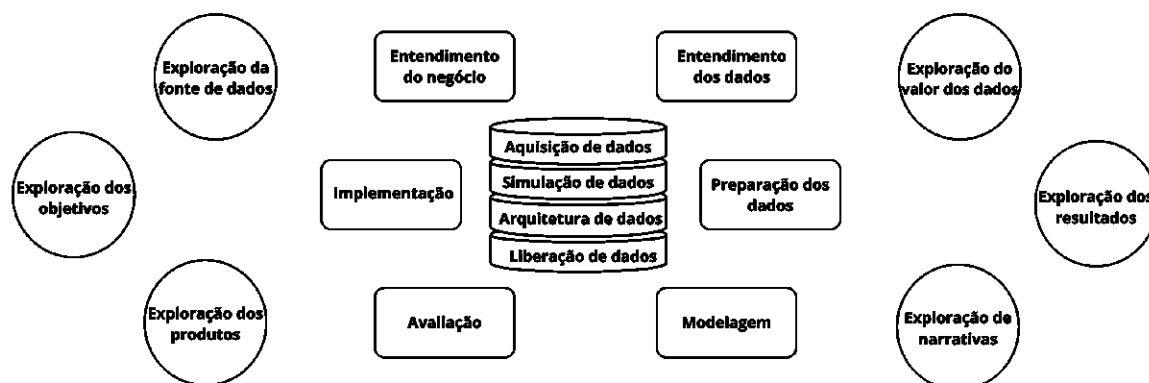 Exploração da
fonte de dados
Entendimento
do negócio
Entendimento
dos dados
Exploração do
valor dos dados
Exploração dos
objetivos
Implementação
Aquisição de dados
Simulação de dados
Arquitetura de dados
Liberação de dados
Preparação dos
dados
Exploração dos
resultados
Exploração dos
produtos
Avaliação
Modelagem
Exploração de
narrativas